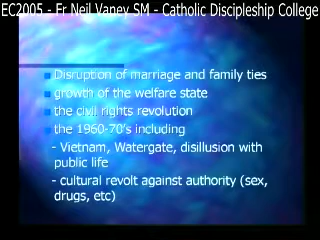 EC2005 - Fr Neil Vaney SM - Catholic Discipleship College
Disruption of marriage and family ties
growth of the welfare state
the civil rights revolution
the 1960-70's including
- Vietnam, Watergate, disillusion with
public life
- cultural revolt against authority (sex,
drugs, etc)